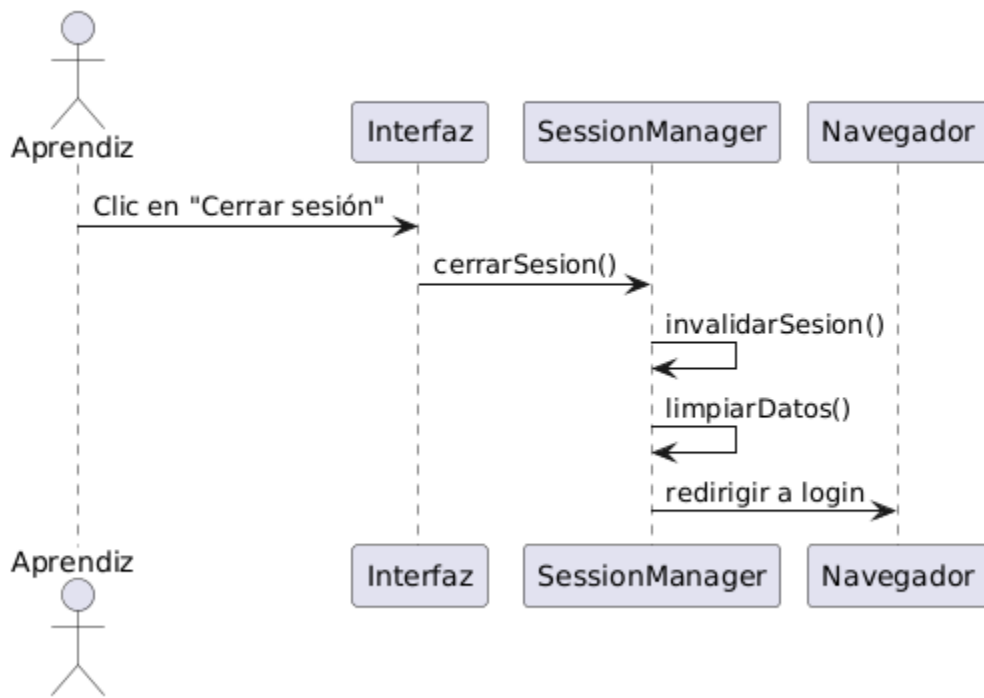 Aprendiz
Interfaz
SessionManager
Navegador
Clic en "Cerrar sesión"
cerrarSesion()
invalidarSesion()
limpiarDatos()
redirigir a login
Aprendiz
Interfaz
SessionManager
Navegador